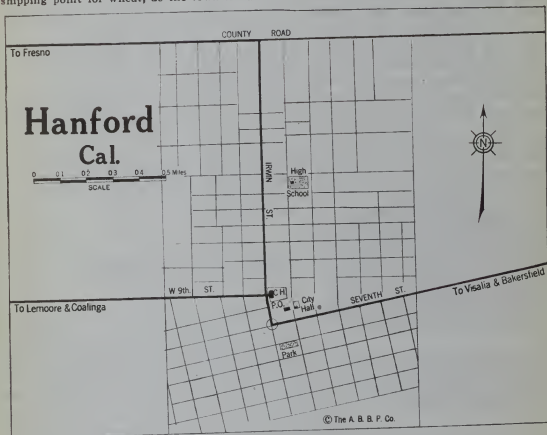 shipping point for wheat, as the
COUNTY ROAD
To Fresno
Hanford
Cal.
0 0.1 0.2 0.3 0.4 0.5 Miles
SCALE
N
IRWIN ST.
High
School
W 9th. ST.
C.H.
P.O.
City
Hall
SEVENTH ST.
To Visalia & Bakersfield
To Lemoore & Coalinga
Park
© The A. B. B. P. Co.